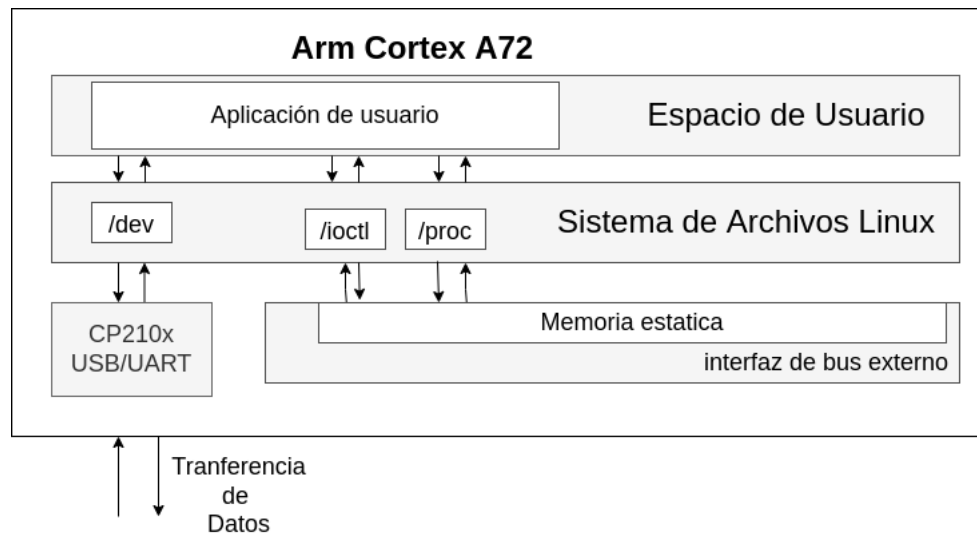 Arm Cortex A72
Aplicación de usuario
Espacio de Usuario
/dev
/ioctl
/proc
Sistema de Archivos Linux
CP210x
USB/UART
Memoria estatica
interfaz de bus externo
Tranferencia
de
Datos